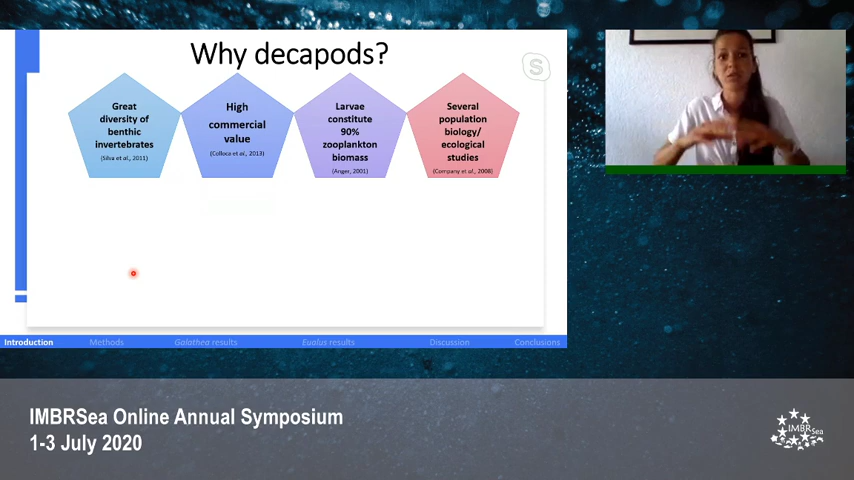 Why decapods?
Great
diversity of
benthic
invertebrates
(Silva et al., 2011)
High
commercial
value
(Colloca et al., 2013)
Larvae
constitute
90%
zooplankton
biomass
(Anger, 2001)
Several
population
biology/
ecological
studies
(Company et al., 2008)
Introduction Methods Galathea results Eualus results Discussion Conclusions
IMBRSea Online Annual Symposium
1-3 July 2020
IMBRSea